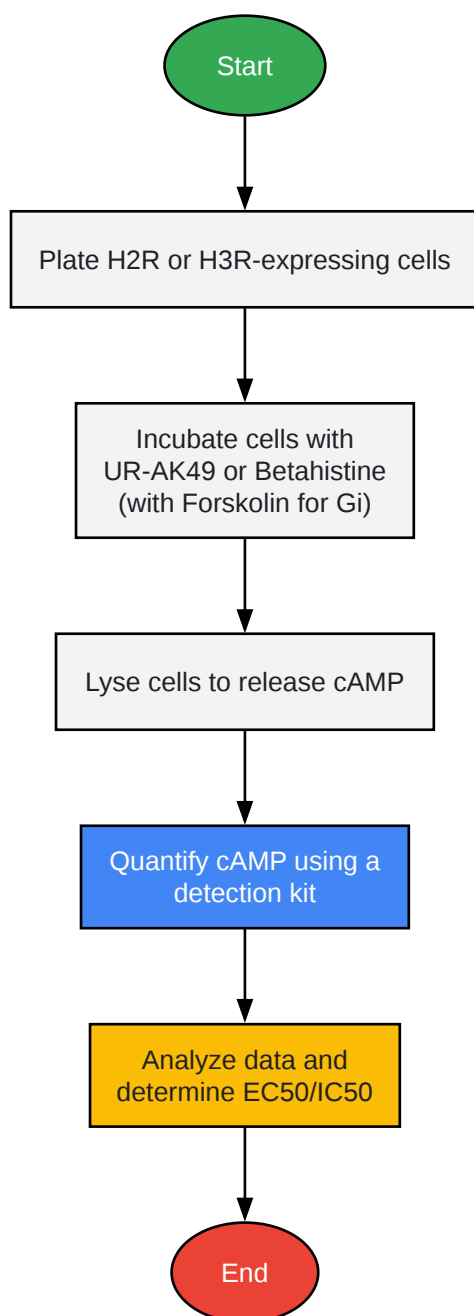 Start
Plate H2R or H3R-expressing cells
Incubate cells with
UR-AK49 or Betahistine
(with Forskolin for Gi)
Lyse cells to release cAMP
Quantify cAMP using a
detection kit
Analyze data and
determine EC50/IC50
End